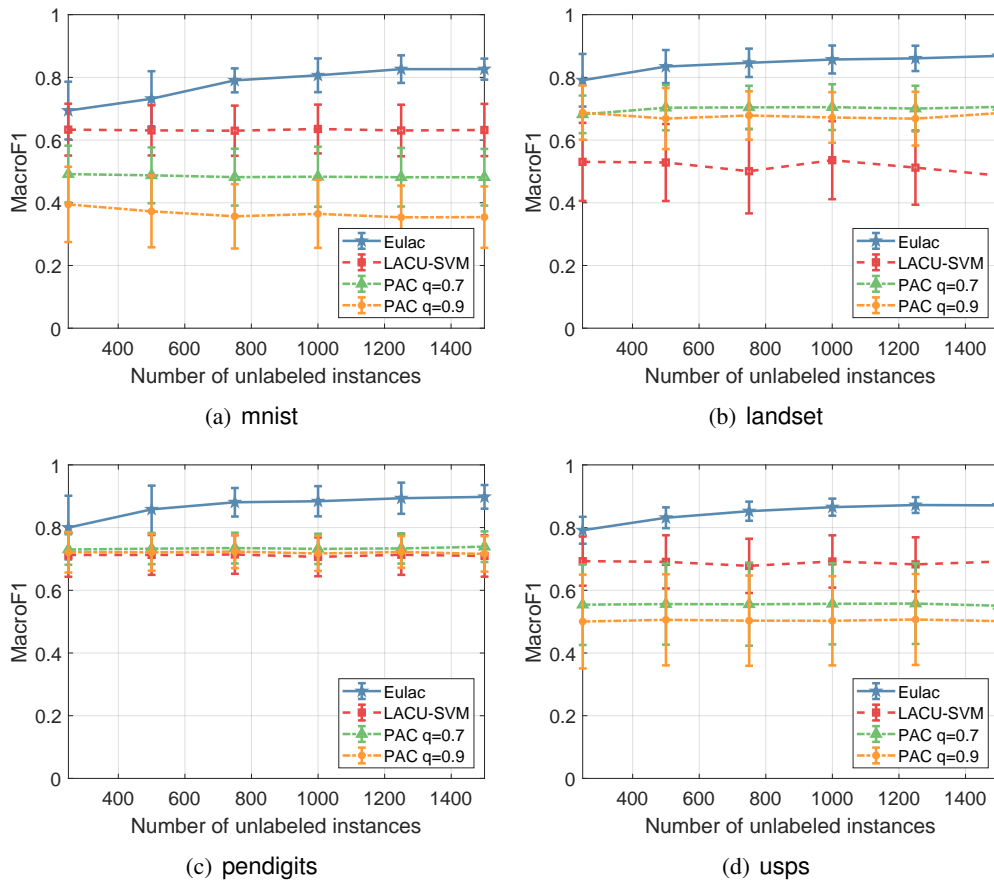 1
0.8
0.6
0.4
0.2
0
MacroF1
400 600 800 1000 1200 1400
Number of unlabeled instances
Eulac
LACU-SVM
PAC q=0.7
PAC q=0.9
(a) mnist
1
0.8
0.6
0.4
0.2
0
MacroF1
400 600 800 1000 1200 1400
Number of unlabeled instances
Eulac
LACU-SVM
PAC q=0.7
PAC q=0.9
(b) landset
1
0.8
0.6
0.4
0.2
0
MacroF1
400 600 800 1000 1200 1400
Number of unlabeled instances
Eulac
LACU-SVM
PAC q=0.7
PAC q=0.9
(c) pendigits
1
0.8
0.6
0.4
0.2
0
MacroF1
400 600 800 1000 1200 1400
Number of unlabeled instances
Eulac
LACU-SVM
PAC q=0.7
PAC q=0.9
(d) usps